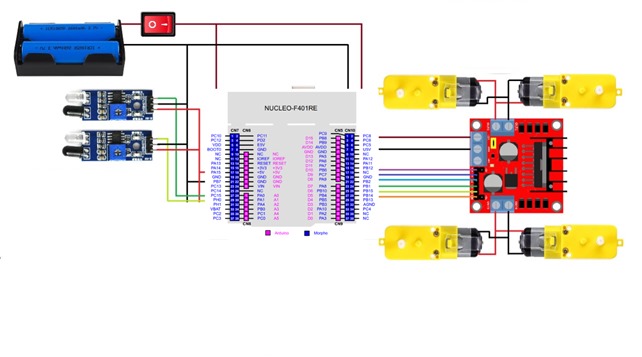 NUCLEO-F401RE
CN7 CN6 CN5 CN10
PC10 PC11 PC9 PC8
PC12 PD2 D15 PB8 PC6
VDD E5V D14 PB9 PC5
BOOT0 GND AVDD AVDD U5V
NC NC NC GND GND NC
NC IOREF IOREF D13 PA5 PA12
PA13 RESET RESET D12 PA6 PA11
PA14 +3V3 +3V3 D11 PA7 PB12
PA15 +5V +5V D10 PB6 NC
GND GND GND D9 PC7 GND
PB7 GND GND D8 PA9 PB2
PC13 VIN VIN PB1
PC14 NC D7 PA8 PB15
PC15 PA0 A0 D6 PB10 PB14
PH0 PA1 A1 D5 PB4 PB13
PH1 PA4 A2 D4 PB5 AGND
VBAT PB0 A3 D3 PB3 PC4
PC2 PC1 A4 D2 PA10 NC
PC3 PC0 A5 D1 PA2 NC
D0 PA3
CN8 CN9
Arduino Morpho